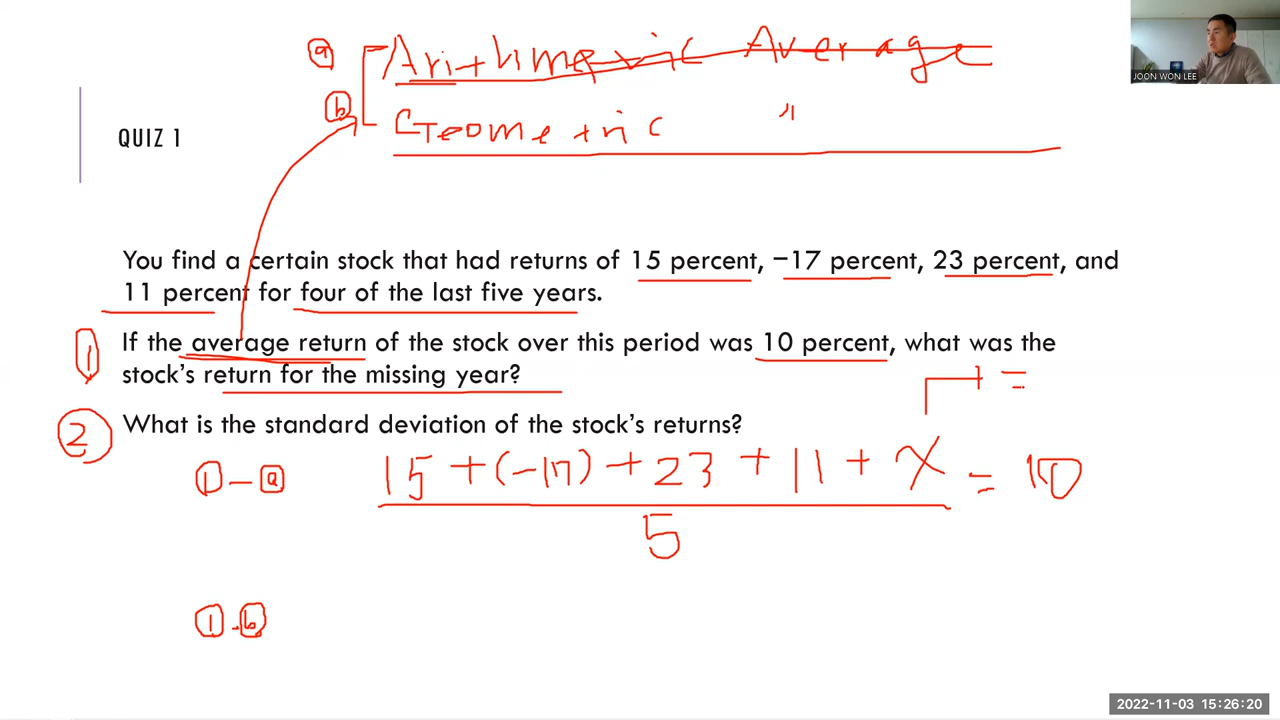 ⓐ Arithmetic Average
ⓑ Geometric "
QUIZ 1
You find a certain stock that had returns of 15 percent, −17 percent, 23 percent, and
11 percent for four of the last five years.
① If the average return of the stock over this period was 10 percent, what was the
stock's return for the missing year?
② What is the standard deviation of the stock's returns?
① - ⓐ 15 + (-17) + 23 + 11 + x = 10
5
① - ⓑ
JOON WON LEE
2022-11-03 15:26:20